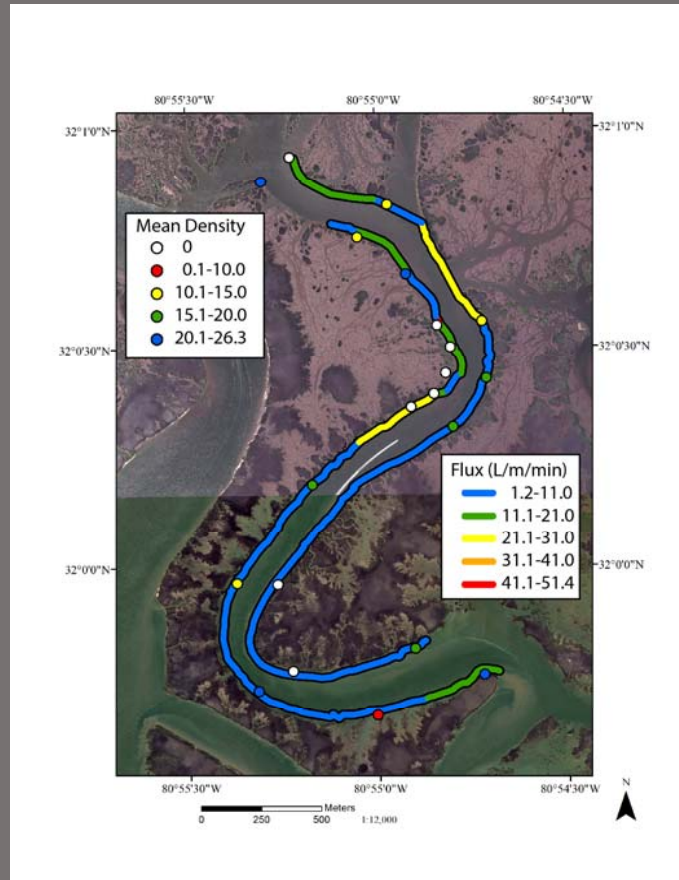 80°55'30"W 80°55'0"W 80°54'30"W
32°1'0"N 32°1'0"N
Mean Density
0
0.1-10.0
10.1-15.0
15.1-20.0
20.1-26.3
32°0'30"N 32°0'30"N
Flux (L/m/min)
1.2-11.0
11.1-21.0
21.1-31.0
31.1-41.0
41.1-51.4
32°0'0"N 32°0'0"N
80°55'30"W 80°55'0"W 80°54'30"W
Meters
0 250 500 1:12,000
N